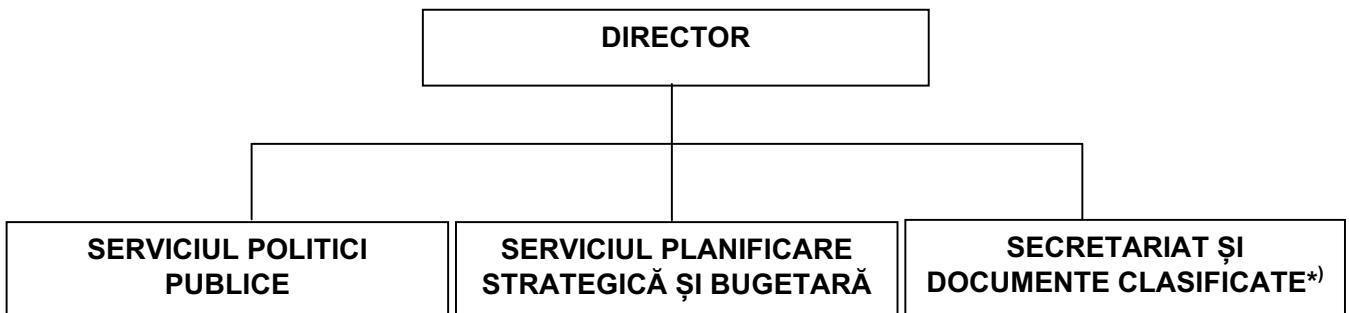 DIRECTOR
SERVICIUL POLITICI
PUBLICE
SERVICIUL PLANIFICARE
STRATEGICĂ ȘI BUGETARĂ
SECRETARIAT ȘI
DOCUMENTE CLASIFICATE*)